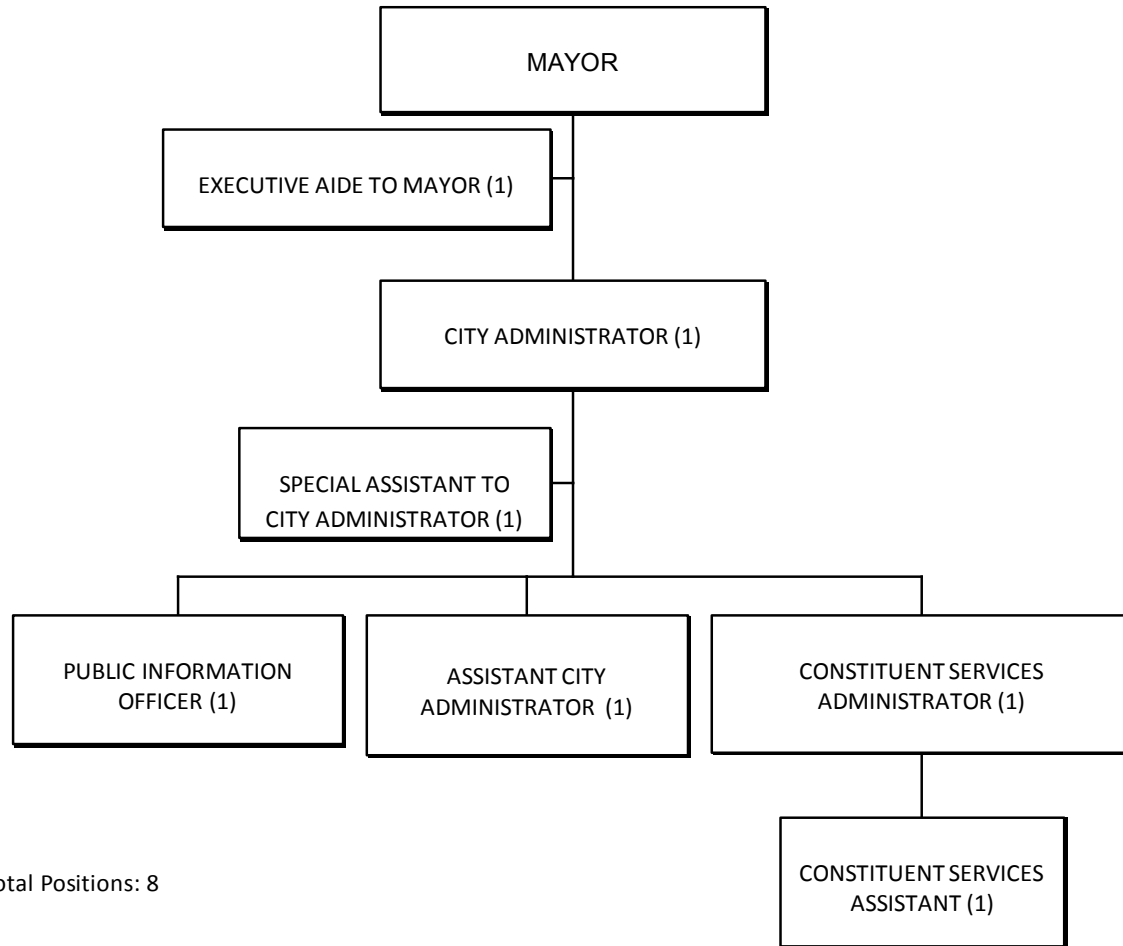 MAYOR
EXECUTIVE AIDE TO MAYOR (1)
CITY ADMINISTRATOR (1)
SPECIAL ASSISTANT TO
CITY ADMINISTRATOR (1)
PUBLIC INFORMATION
OFFICER (1)
ASSISTANT CITY
ADMINISTRATOR (1)
CONSTITUENT SERVICES
ADMINISTRATOR (1)
CONSTITUENT SERVICES
ASSISTANT (1)
otal Positions: 8